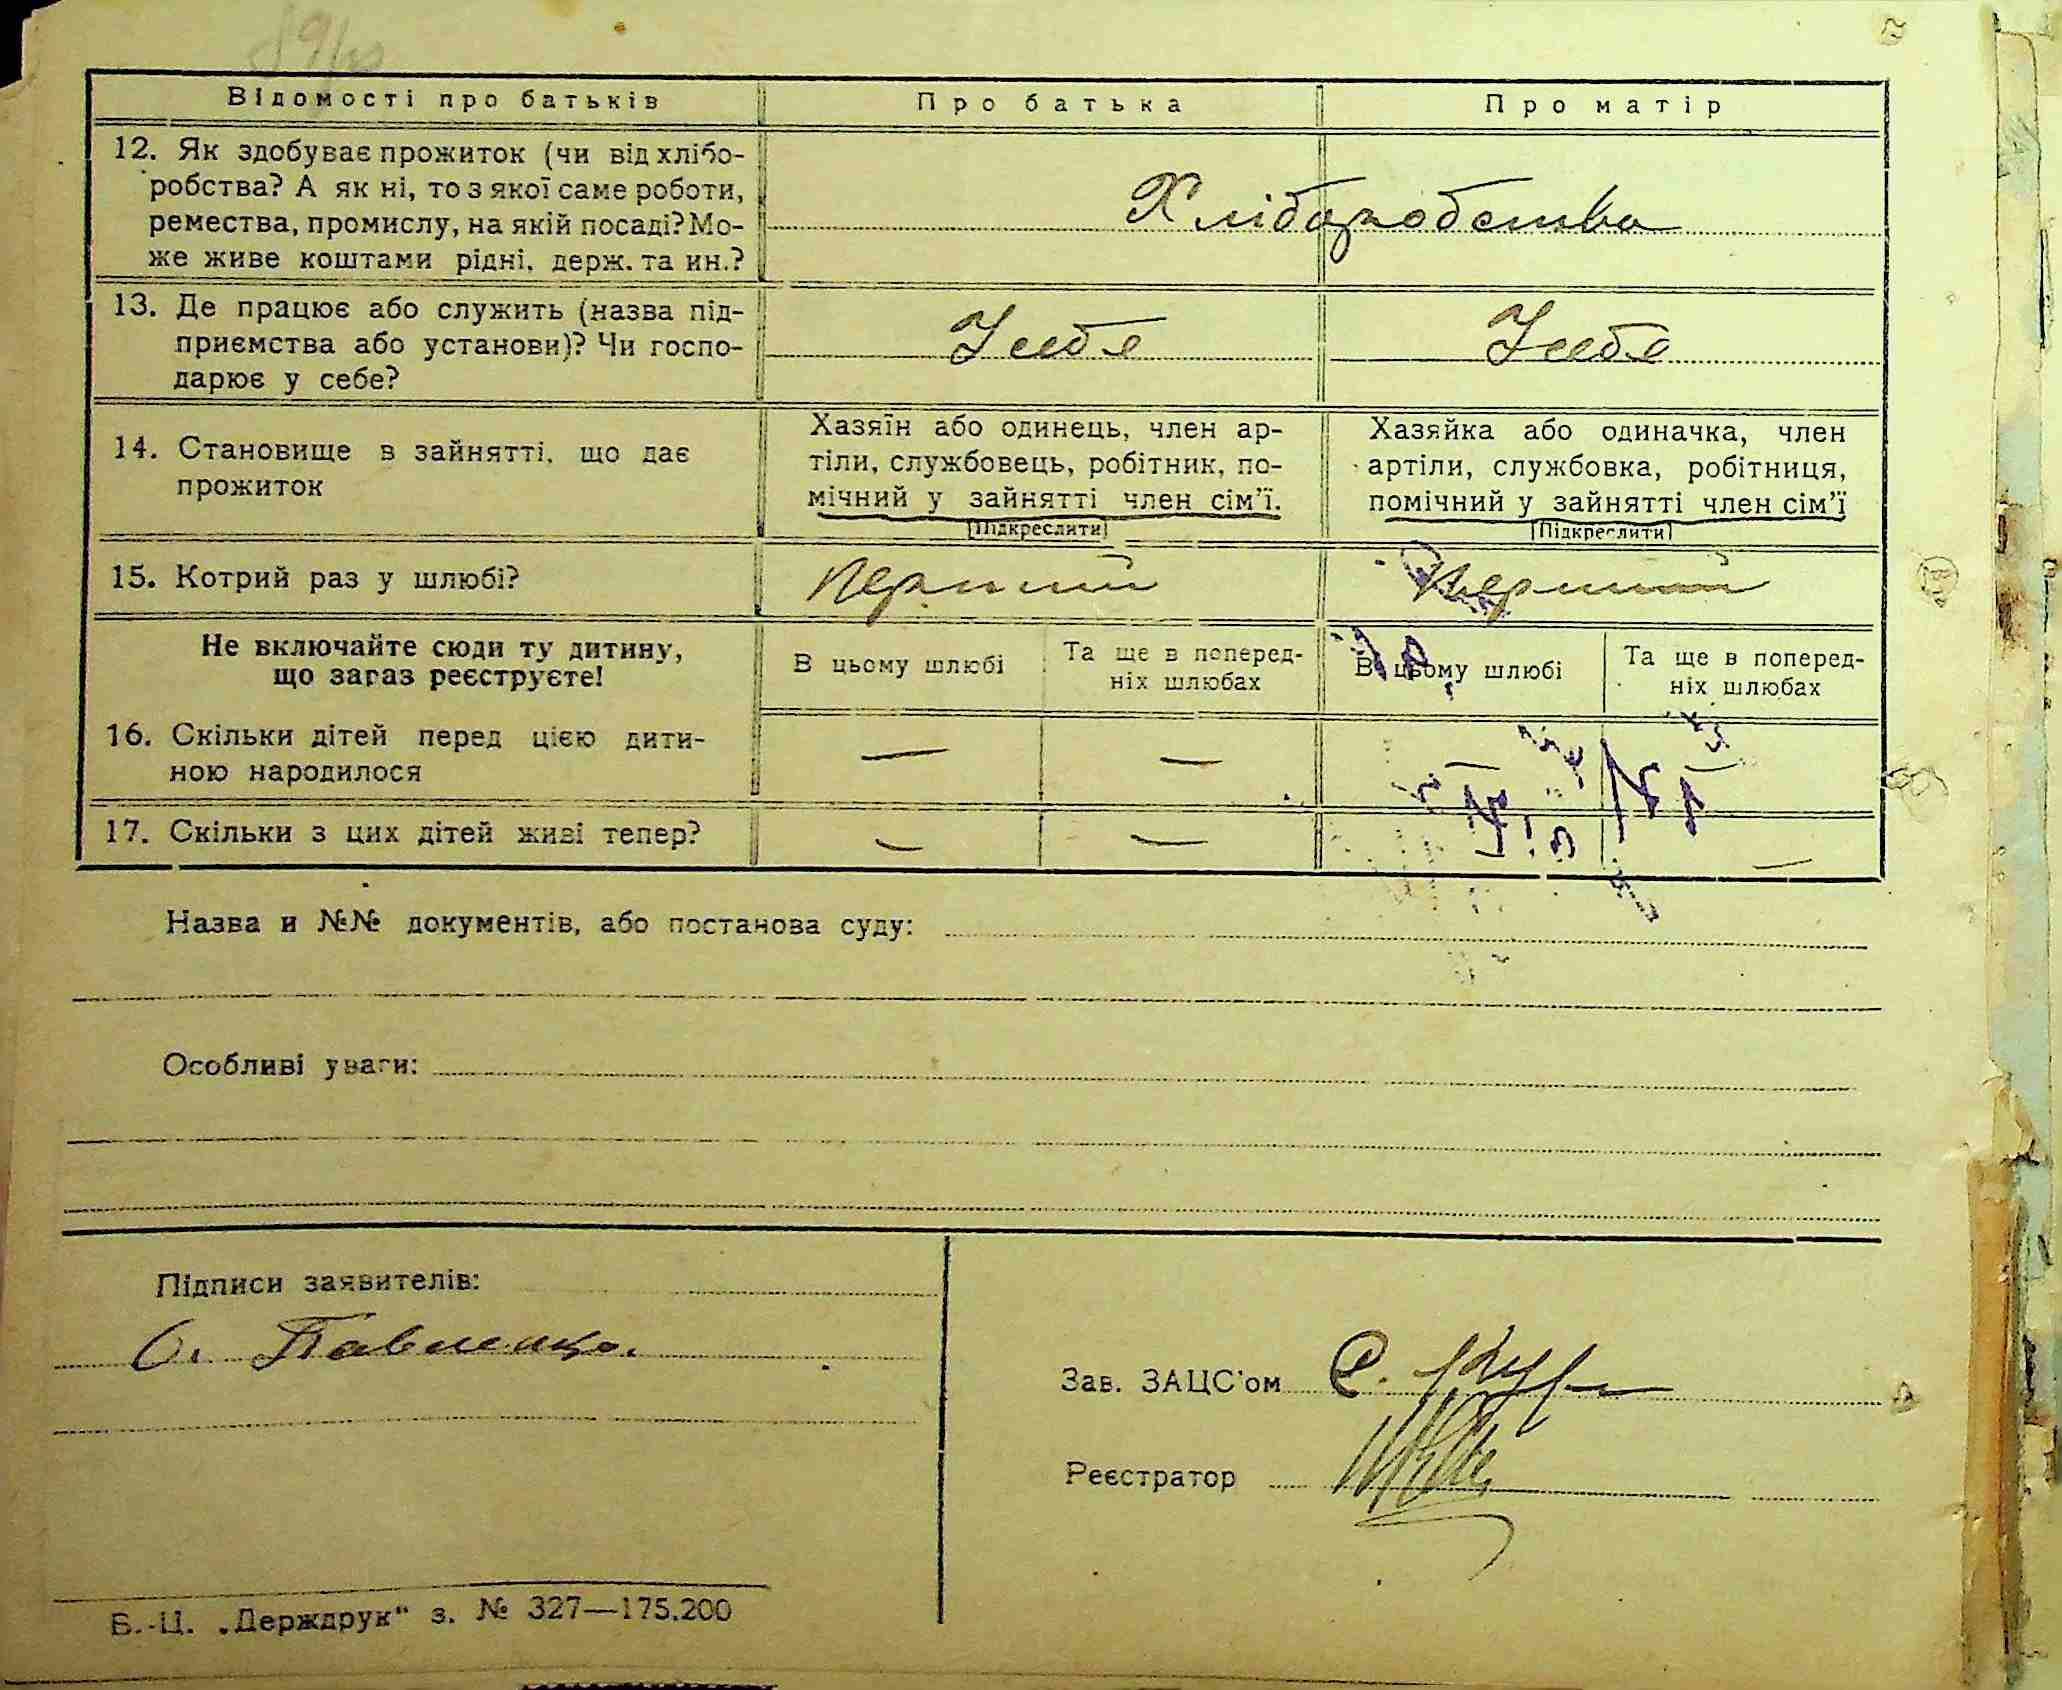 Відомості про батьків
Про батька
Про матір
12. Як здобуває прожиток (чи від хлібо-
робства? А як ні, то з якої саме роботи,
ремества, промислу, на якій посаді? Мо-
же живе коштами рідні, держ. та ин.?
Хліборобство
13. Де працює або служить (назва під-
приємства або установи)? Чи госпо-
дарює у себе?
У себе
У себе
14. Становище в зайнятті, що дає
прожиток
Хазяїн або одинець, член ар-
тіли, службовець, робітник, по-
мічний у зайнятті член сім'ї.
(Підкреслити)
Хазяйка або одиначка, член
артіли, службовка, робітниця,
помічний у зайнятті член сім'ї
(Підкреслити)
15. Котрий раз у шлюбі?
Перший
Перший
Не включайте сюди ту дитину,
що зараз реєструєте!
В цьому шлюбі
Та ще в поперед-
ніх шлюбах
В цьому шлюбі
Та ще в поперед-
ніх шлюбах
16. Скільки дітей перед цією дити-
ною народилося
— — — —
17. Скільки з цих дітей живі тепер?
— — —
Назва и №№ документів, або постанова суду:
Особливі уваги:
Підписи заявителів:
О. Павленко.
Зав. ЗАЦС'ом
Реєстратор
Б.-Ц. „Держдрук" з. № 327—175.200